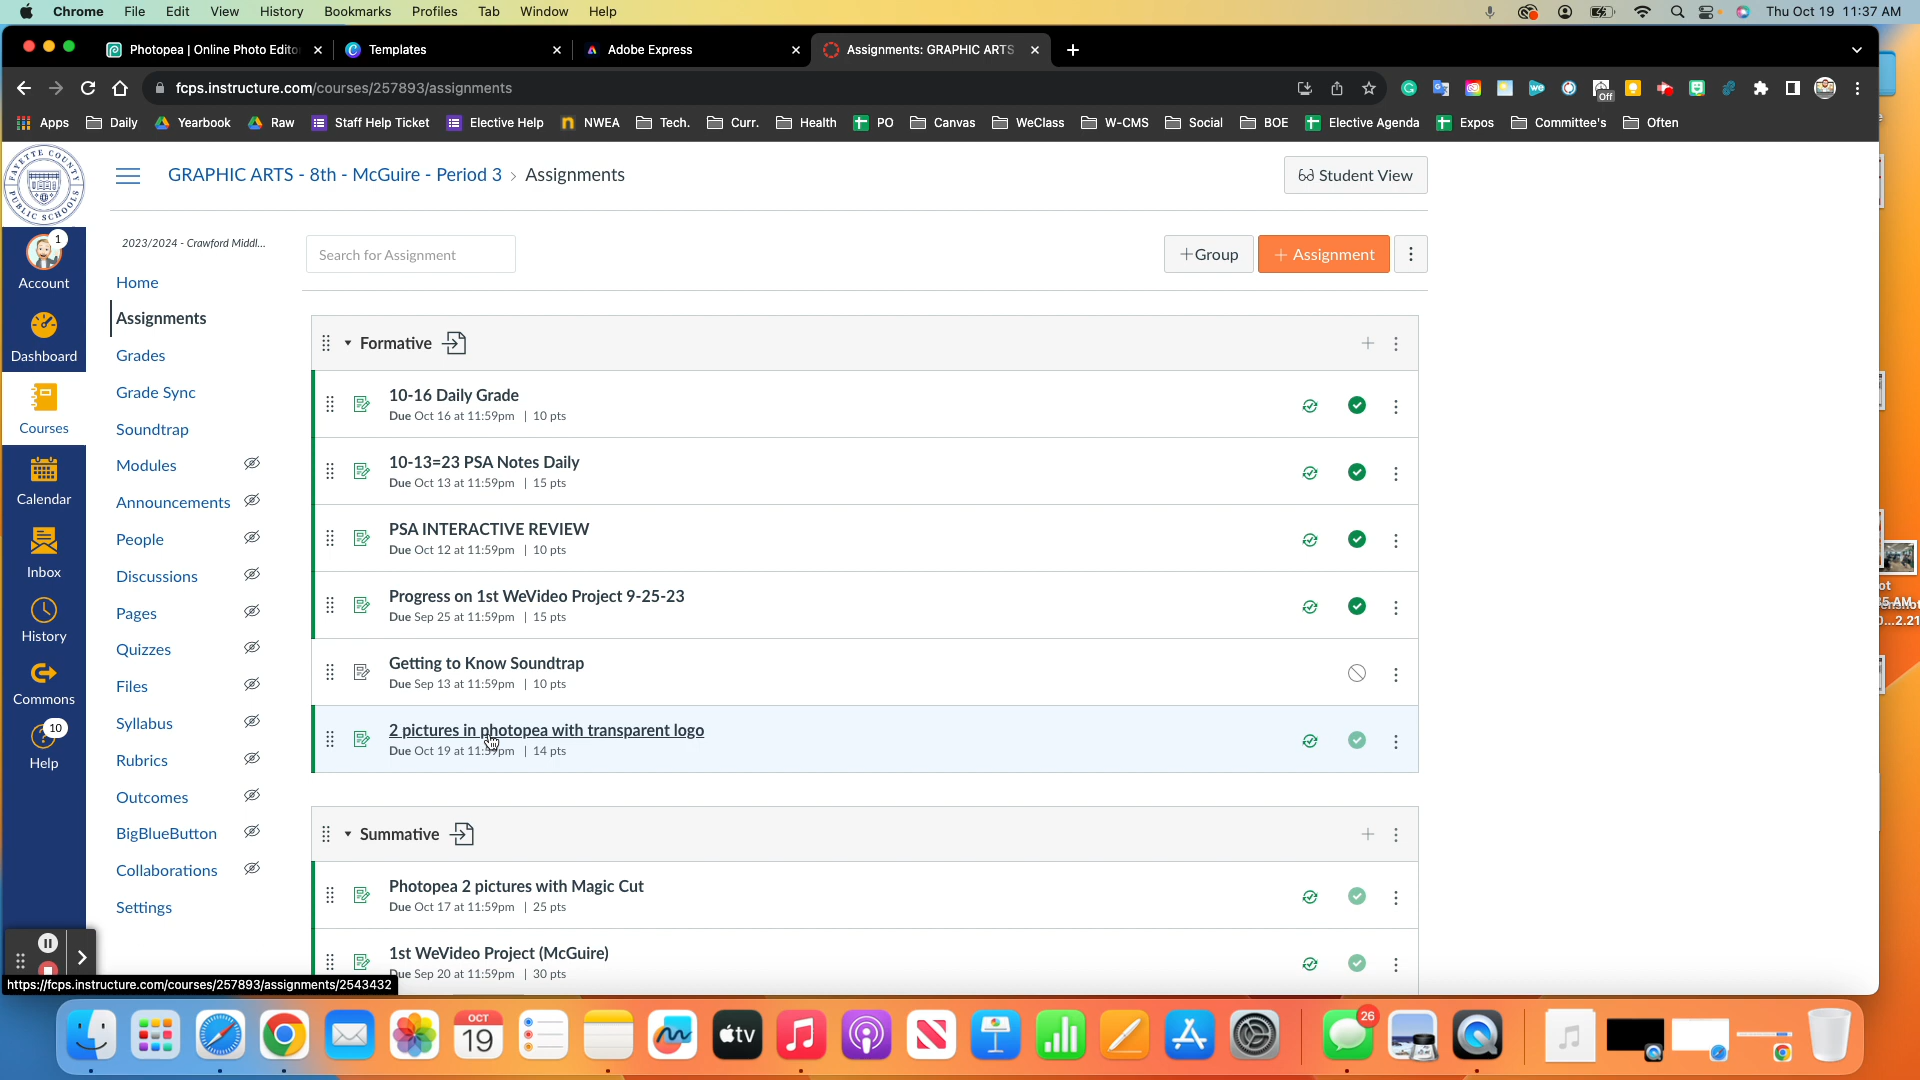 Chrome File Edit View History Bookmarks Profiles Tab Window Help Thu Oct 19 11:37 AM
Photopea | Online Photo Edito Templates Adobe Express Assignments: GRAPHIC ARTS
fcps.instructure.com/courses/257893/assignments Off
Apps Daily Yearbook Raw Staff Help Ticket Elective Help NWEA Tech. Curr. Health PO Canvas WeClass W-CMS Social BOE Elective Agenda Expos Committee's Often
FAYETTE COUNTY PUBLIC SCHOOLS
GRAPHIC ARTS - 8th - McGuire - Period 3 › Assignments
Student View
2023/2024 - Crawford Middl...
Search for Assignment
+Group
+ Assignment
1
Account
Dashboard
Courses
Calendar
Inbox
History
Commons
10
Help
Home
Assignments
Grades
Grade Sync
Soundtrap
Modules
Announcements
People
Discussions
Pages
Quizzes
Files
Syllabus
Rubrics
Outcomes
BigBlueButton
Collaborations
Settings
Formative
10-16 Daily Grade
Due Oct 16 at 11:59pm | 10 pts
10-13=23 PSA Notes Daily
Due Oct 13 at 11:59pm | 15 pts
PSA INTERACTIVE REVIEW
Due Oct 12 at 11:59pm | 10 pts
Progress on 1st WeVideo Project 9-25-23
Due Sep 25 at 11:59pm | 15 pts
Getting to Know Soundtrap
Due Sep 13 at 11:59pm | 10 pts
2 pictures in photopea with transparent logo
Due Oct 19 at 11:59pm | 14 pts
Summative
Photopea 2 pictures with Magic Cut
Due Oct 17 at 11:59pm | 25 pts
1st WeVideo Project (McGuire)
Due Sep 20 at 11:59pm | 30 pts
https://fcps.instructure.com/courses/257893/assignments/2543432
OCT
19
tv
26